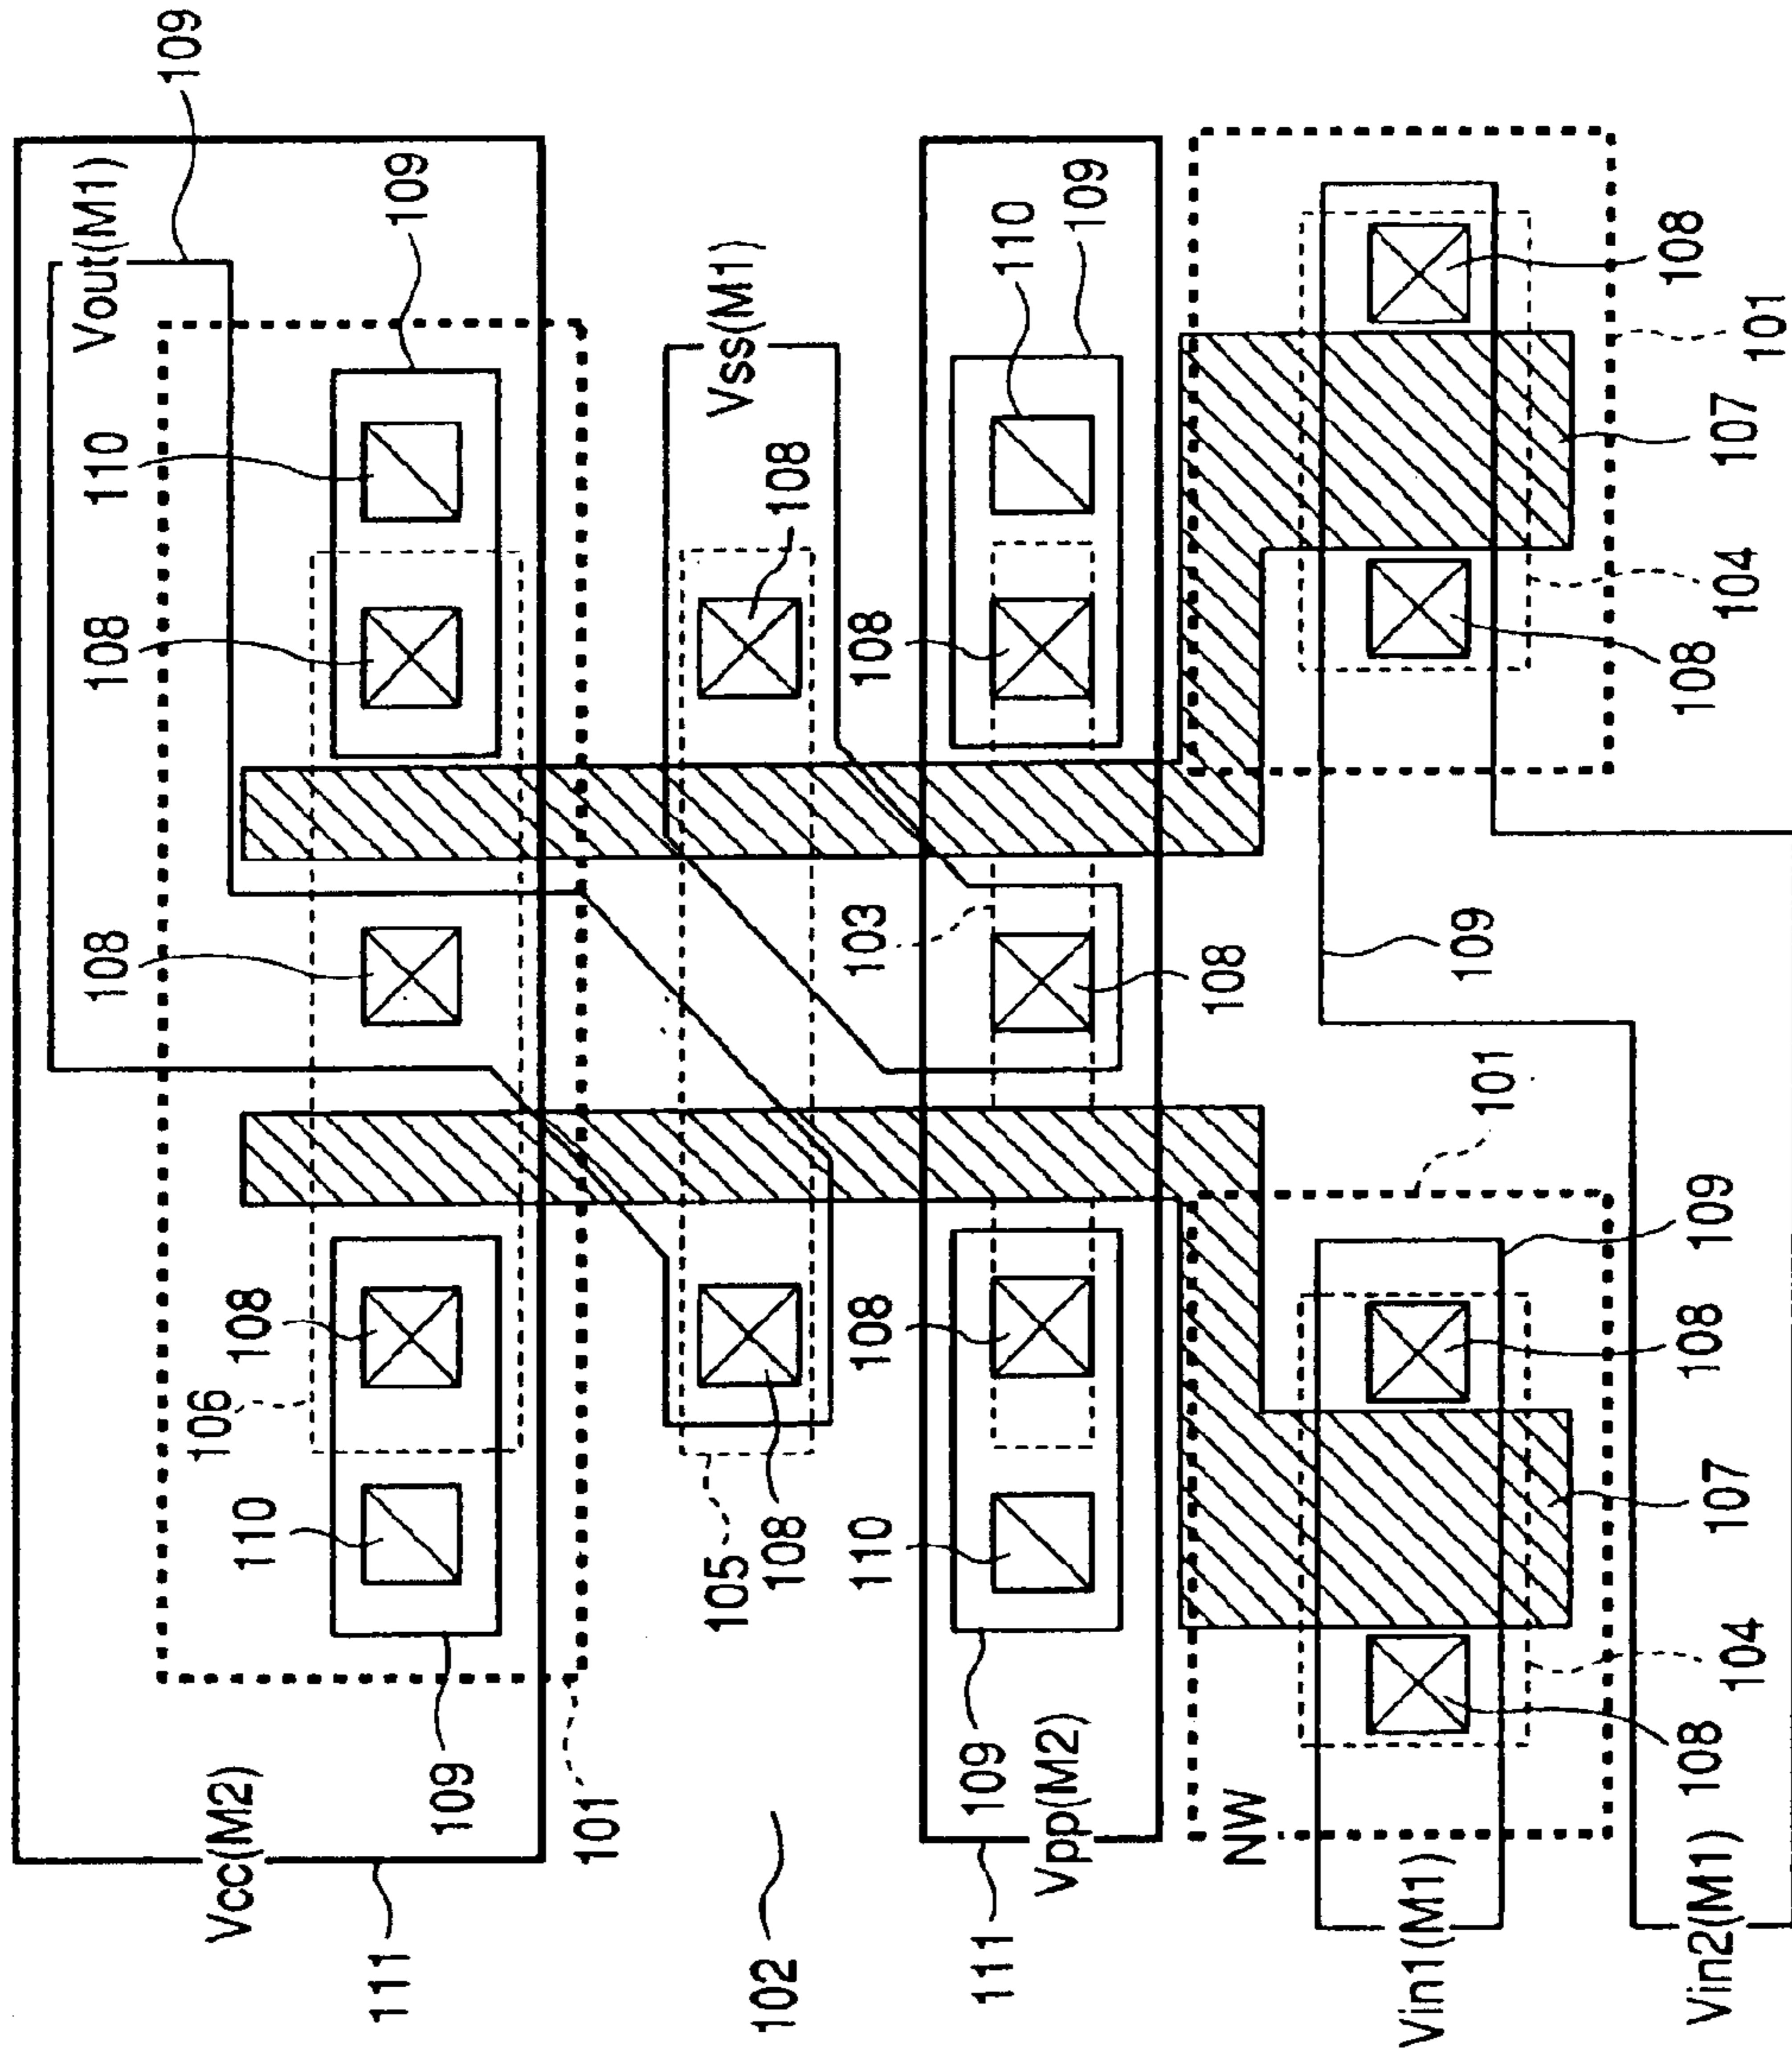 108 108 110 Vout(M1)
109
Vcc(M2) 110 108 106
111 109 109
101
102 108 105 108 Vss(M1)
110 108 103 108
111 109 110
Vpp(M2) 109
NW 108
Vin1(M1) 109
101
Vin2(M1) 108 108 109 108 108
104 107 104 107 101